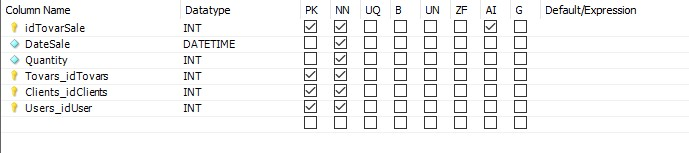 Column Name Datatype PK NN UQ B UN ZF AI G Default/Expression
idTovarSale INT
DateSale DATETIME
Quantity INT
Tovars_idTovars INT
Clients_idClients INT
Users_idUser INT